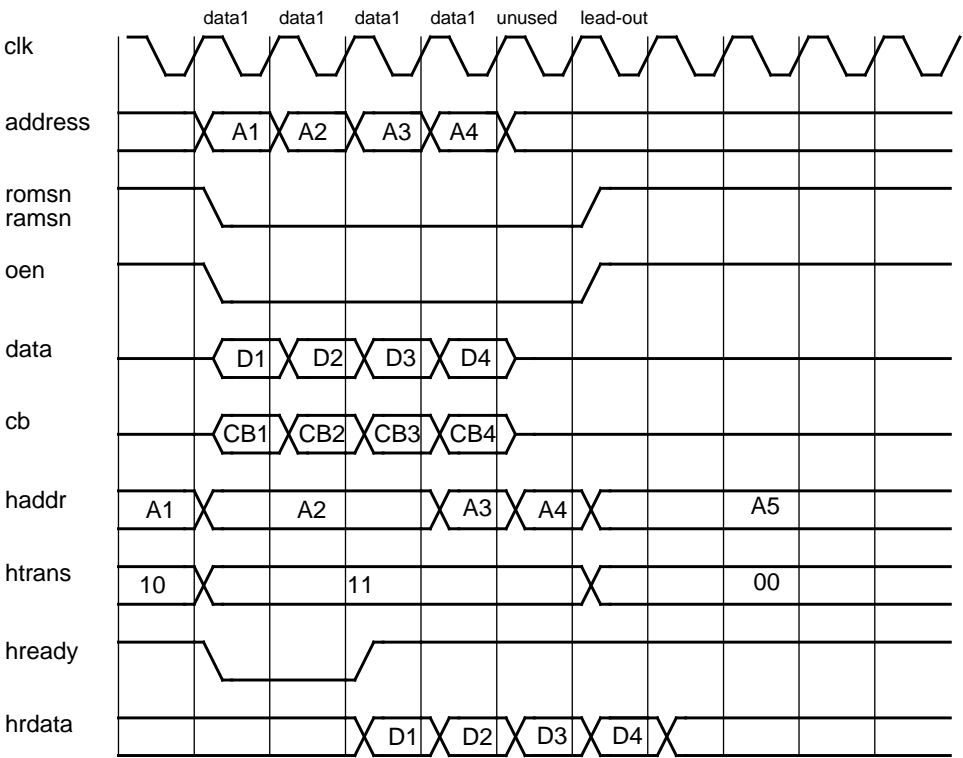 data1 data1 data1 data1 unused lead-out
clk
address A1 A2 A3 A4
romsn
ramsn
oen
data D1 D2 D3 D4
cb CB1 CB2 CB3 CB4
haddr A1 A2 A3 A4 A5
htrans 10 11 00
hready
hrdata D1 D2 D3 D4